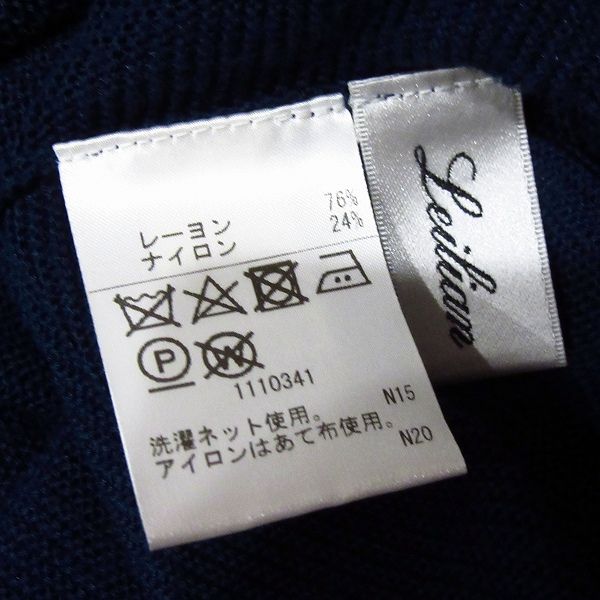 レーヨン 76%
ナイロン 24%
P W
1110341
洗濯ネット使用。 N15
アイロンはあて布使用。 N20
Leilian